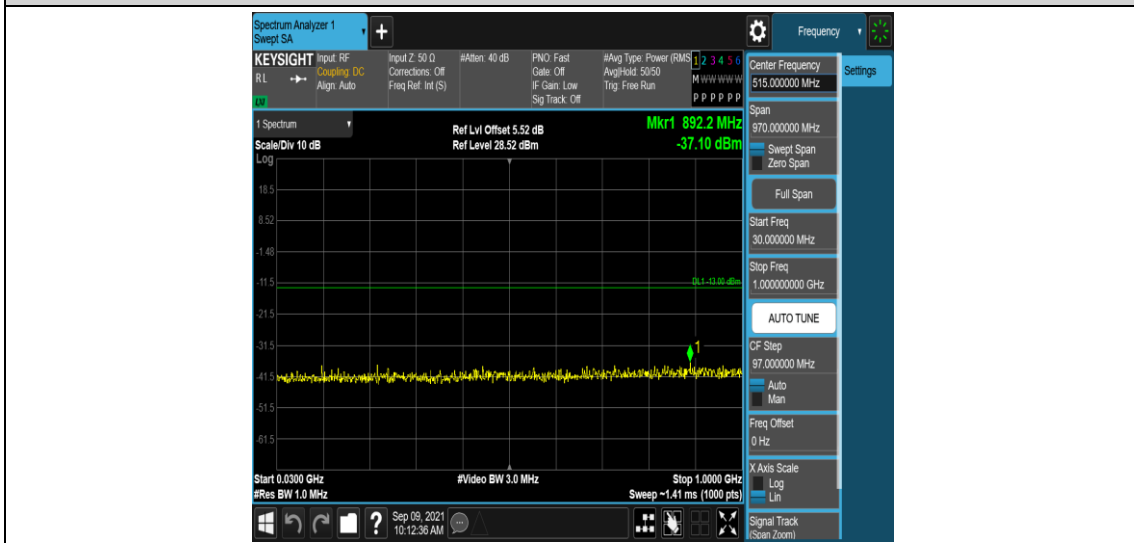 Spectrum Analyzer 1
Swept SA
Frequency
KEYSIGHT
RL
LXI
Input: RF
Coupling: DC
Align: Auto
Input Z: 50 Ω
Corrections: Off
Freq Ref: Int (S)
#Atten: 40 dB
PNO: Fast
Gate: Off
IF Gain: Low
Sig Track: Off
#Avg Type: Power (RMS
Avg|Hold: 50/50
Trig: Free Run
1 2 3 4 5 6
M W W W W W
P P P P P P
1 Spectrum
Scale/Div 10 dB
Log
Ref Lvl Offset 5.52 dB
Ref Level 28.52 dBm
Mkr1 892.2 MHz
-37.10 dBm
18.5
8.52
-1.48
-11.5
-21.5
-31.5
-41.5
-51.5
-61.5
DL1 -13.00 dBm
1
Start 0.0300 GHz
#Res BW 1.0 MHz
#Video BW 3.0 MHz
Stop 1.0000 GHz
Sweep ~1.41 ms (1000 pts)
Center Frequency
515.000000 MHz
Settings
Span
970.000000 MHz
Swept Span
Zero Span
Full Span
Start Freq
30.000000 MHz
Stop Freq
1.000000000 GHz
AUTO TUNE
CF Step
97.000000 MHz
Auto
Man
Freq Offset
0 Hz
X Axis Scale
Log
Lin
Signal Track
(Span Zoom)
?
Sep 09, 2021
10:12:36 AM